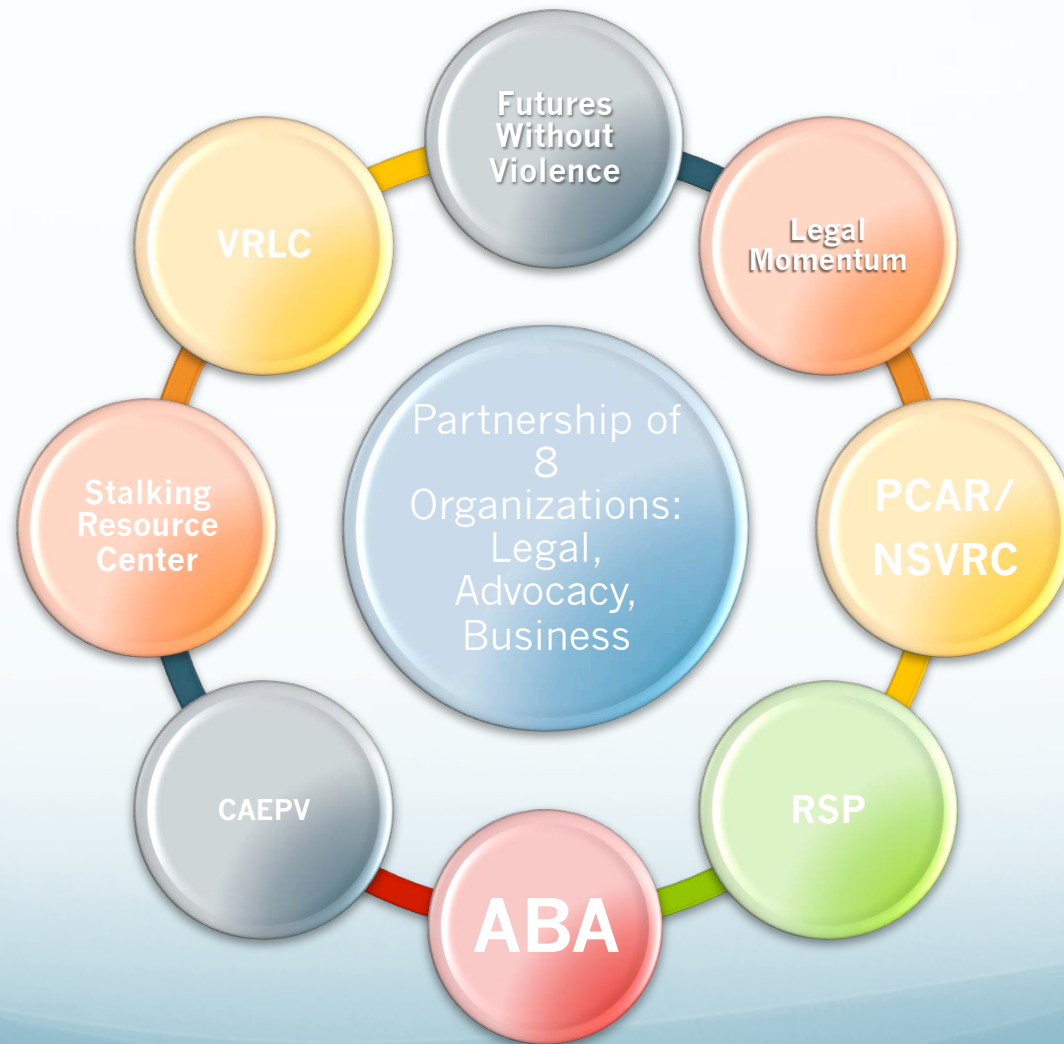 Futures
Without
Violence
Legal
Momentum
PCAR/
NSVRC
RSP
ABA
CAEPV
Stalking
Resource
Center
VRLC
Partnership of
8
Organizations:
Legal,
Advocacy,
Business